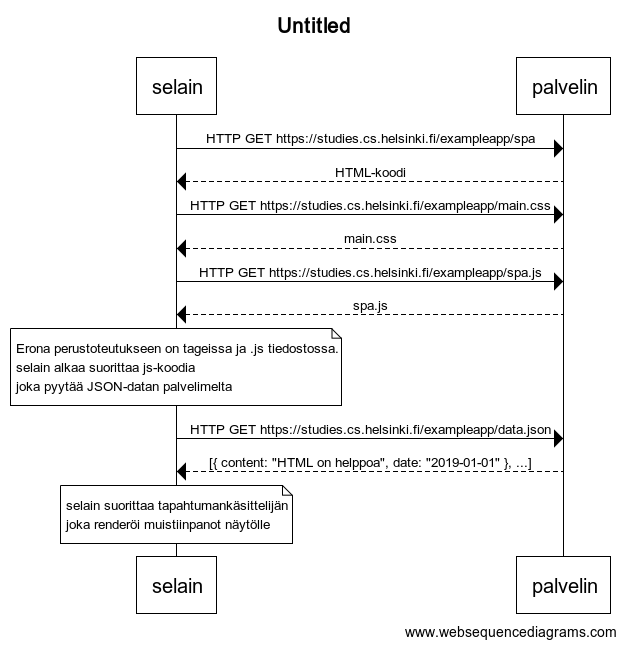 Untitled
selain
palvelin
HTTP GET https://studies.cs.helsinki.fi/exampleapp/spa
HTML-koodi
HTTP GET https://studies.cs.helsinki.fi/exampleapp/main.css
main.css
HTTP GET https://studies.cs.helsinki.fi/exampleapp/spa.js
spa.js
Erona perustoteutukseen on tageissa ja .js tiedostossa.
selain alkaa suorittaa js-koodia
joka pyytää JSON-datan palvelimelta
HTTP GET https://studies.cs.helsinki.fi/exampleapp/data.json
[{ content: "HTML on helppoa", date: "2019-01-01" }, ...]
selain suorittaa tapahtumankäsittelijän
joka renderöi muistiinpanot näytölle
selain
palvelin
www.websequencediagrams.com